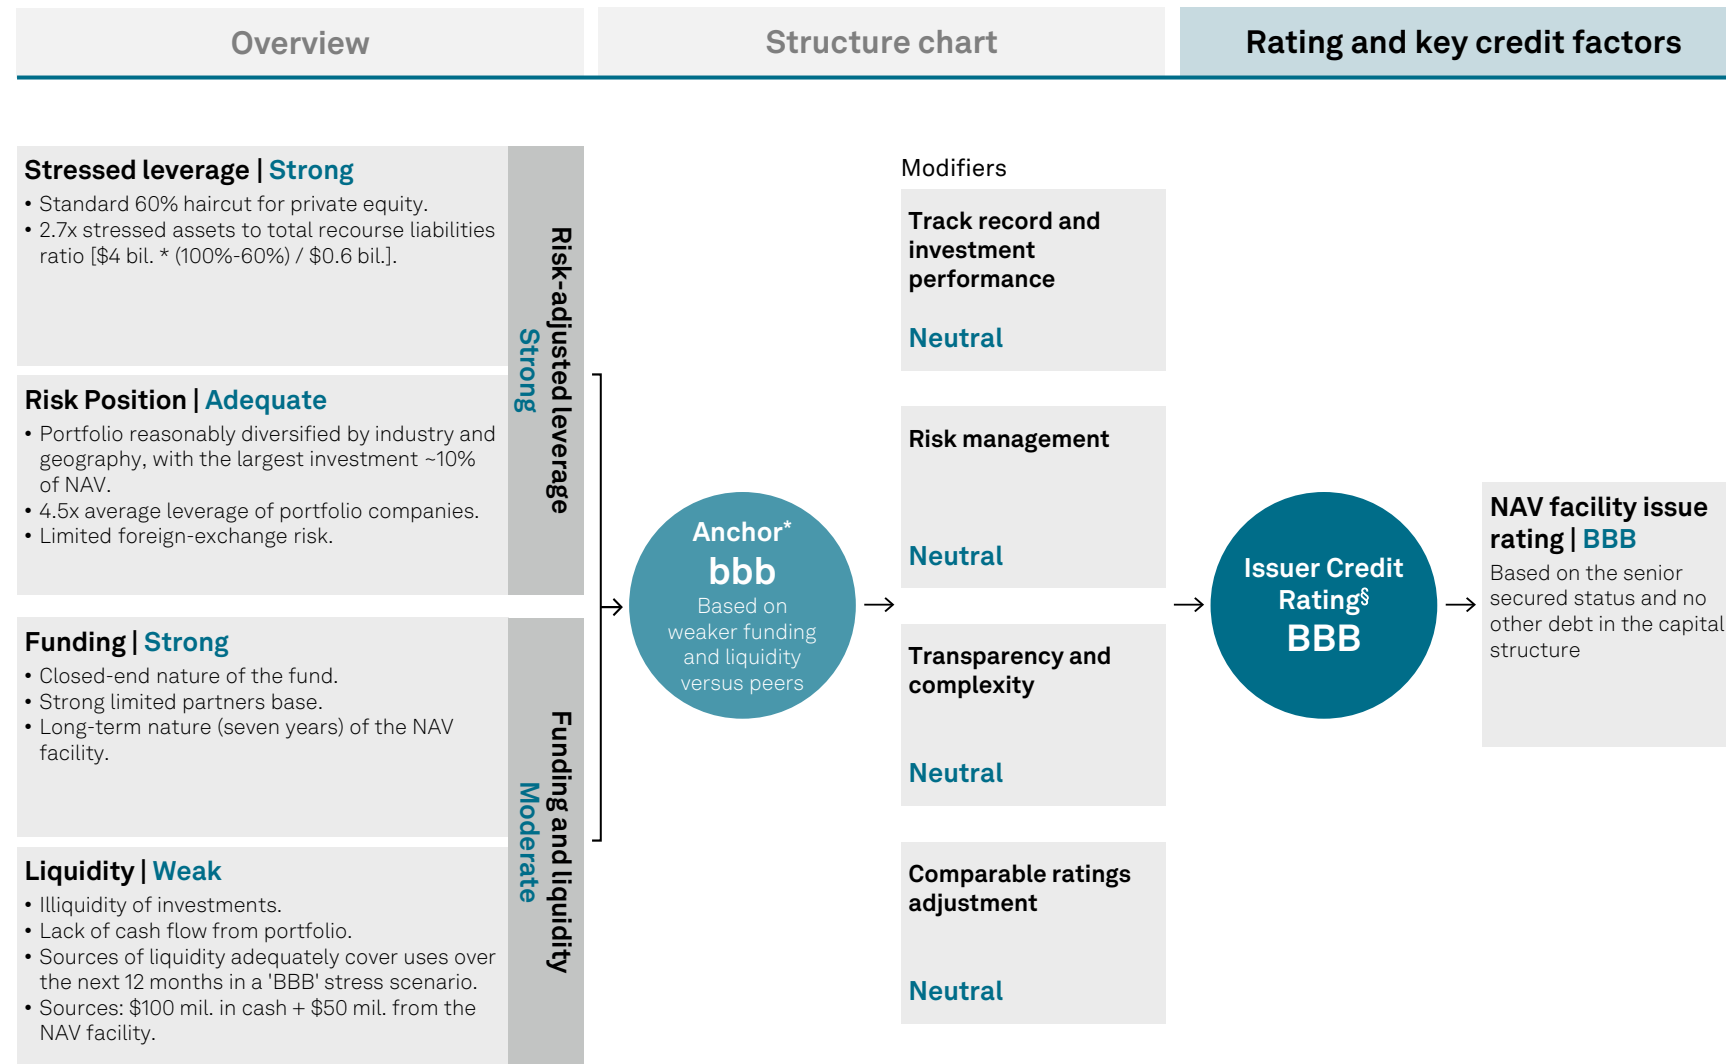 Overview
Structure chart
Rating and key credit factors
Stressed leverage | Strong
• Standard 60% haircut for private equity.
• 2.7x stressed assets to total recourse liabilities
ratio [$4 bil. * (100%-60%) / $0.6 bil.].
Risk Position | Adequate
• Portfolio reasonably diversified by industry and
geography, with the largest investment ~10%
of NAV.
• 4.5x average leverage of portfolio companies.
• Limited foreign-exchange risk.
Risk-adjusted leverage
Strong
Funding | Strong
• Closed-end nature of the fund.
• Strong limited partners base.
• Long-term nature (seven years) of the NAV
facility.
Liquidity | Weak
• Illiquidity of investments.
• Lack of cash flow from portfolio.
• Sources of liquidity adequately cover uses over
the next 12 months in a 'BBB' stress scenario.
• Sources: $100 mil. in cash + $50 mil. from the
NAV facility.
Funding and liquidity
Moderate
Anchor*
bbb
Based on
weaker funding
and liquidity
versus peers
Modifiers
Track record and
investment
performance
Neutral
Risk management
Neutral
Transparency and
complexity
Neutral
Comparable ratings
adjustment
Neutral
Issuer Credit
Rating§
BBB
NAV facility issue
rating | BBB
Based on the senior
secured status and no
other debt in the capital
structure